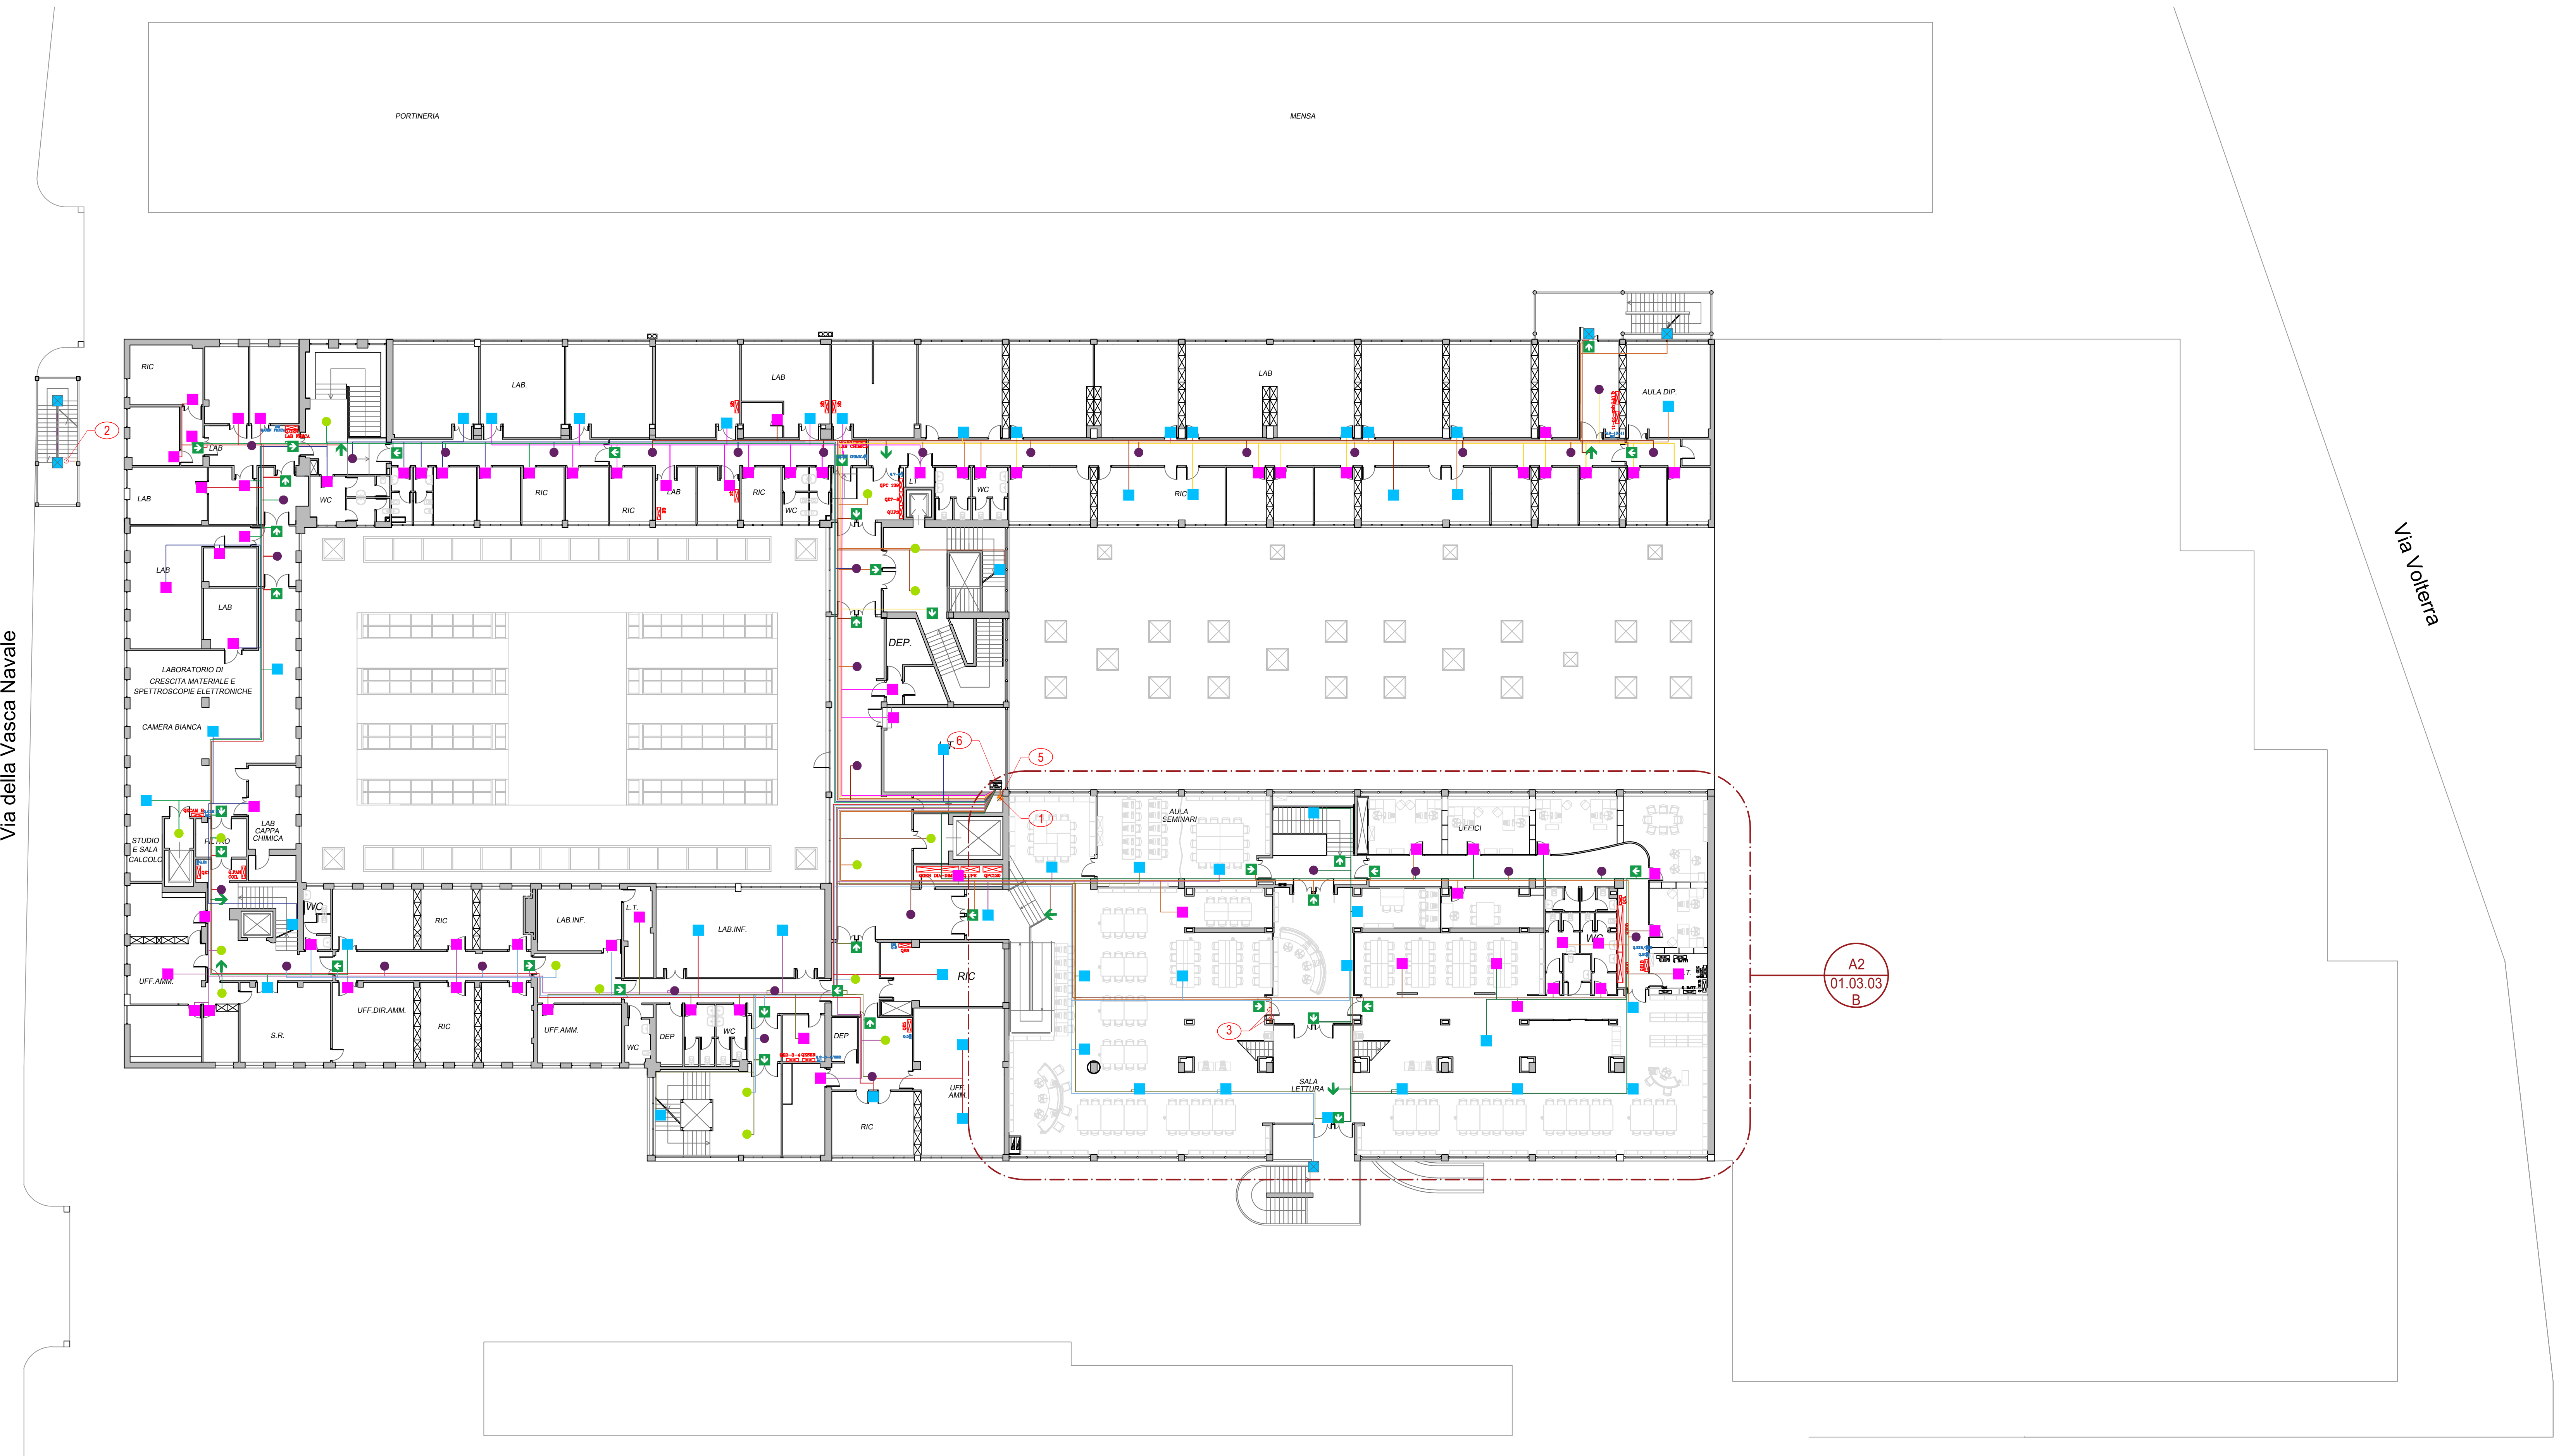 PORTINERIA
MENSA
RIC
LAB.
LAB
LAB
AULA DIP.
2
LAB
LAB
WC
RIC
RIC
LAB
RIC
WC
WC
RIC
LAB
LAB
DEP.
Via Volterra
Via della Vasca Navale
LABORATORIO DI
CRESCITA MATERIALE E
SPETTROSCOPIE ELETTRONICHE
CAMERA BIANCA
6
5
1
AULA
SEMINARI
UFFICI
STUDIO
E SALA
CALCOLO
FILTRO
LAB
CAPPA
CHIMICA
WC
RIC
LAB.INF.
L.T.
LAB.INF.
RIC
WC
UFF.AMM.
UFF.DIR.AMM.
S.R.
RIC
UFF.AMM.
WC
DEP
WC
DEP
3
A2
01.03.03
B
SALA
LETTURA
UFF.
AMM.
RIC